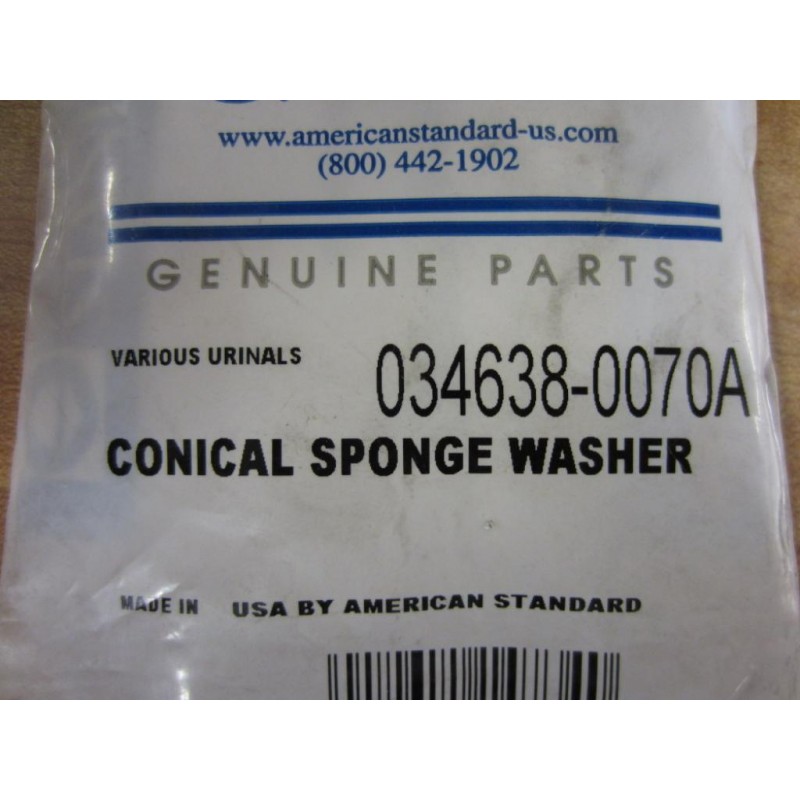 www.americanstandard-us.com
(800) 442-1902
GENUINE PARTS
VARIOUS URINALS 034638-0070A
CONICAL SPONGE WASHER
MADE IN USA BY AMERICAN STANDARD